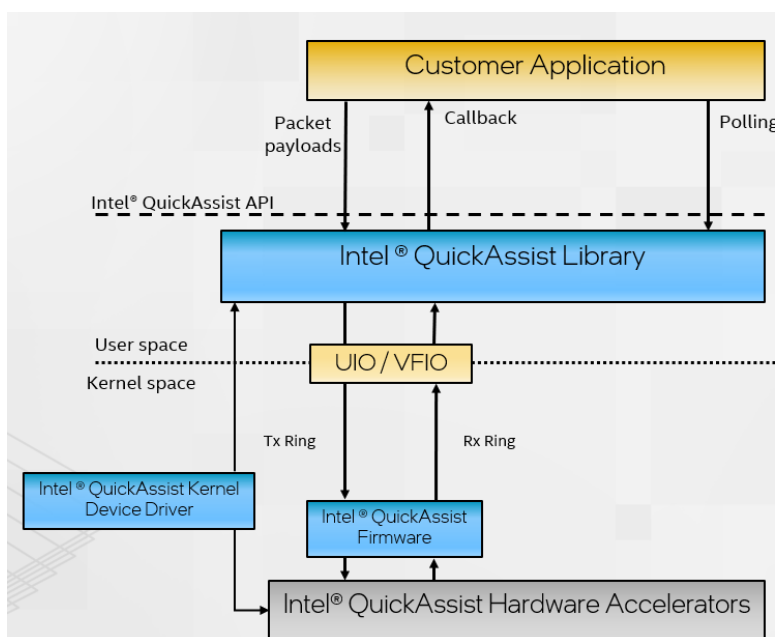 Customer Application
Packet
payloads
Callback
Polling
Intel® QuickAssist API
Intel ® QuickAssist Library
User space
UIO / VFIO
Kernel space
Tx Ring
Rx Ring
Intel ® QuickAssist Kernel
Device Driver
Intel ® QuickAssist
Firmware
Intel® QuickAssist Hardware Accelerators